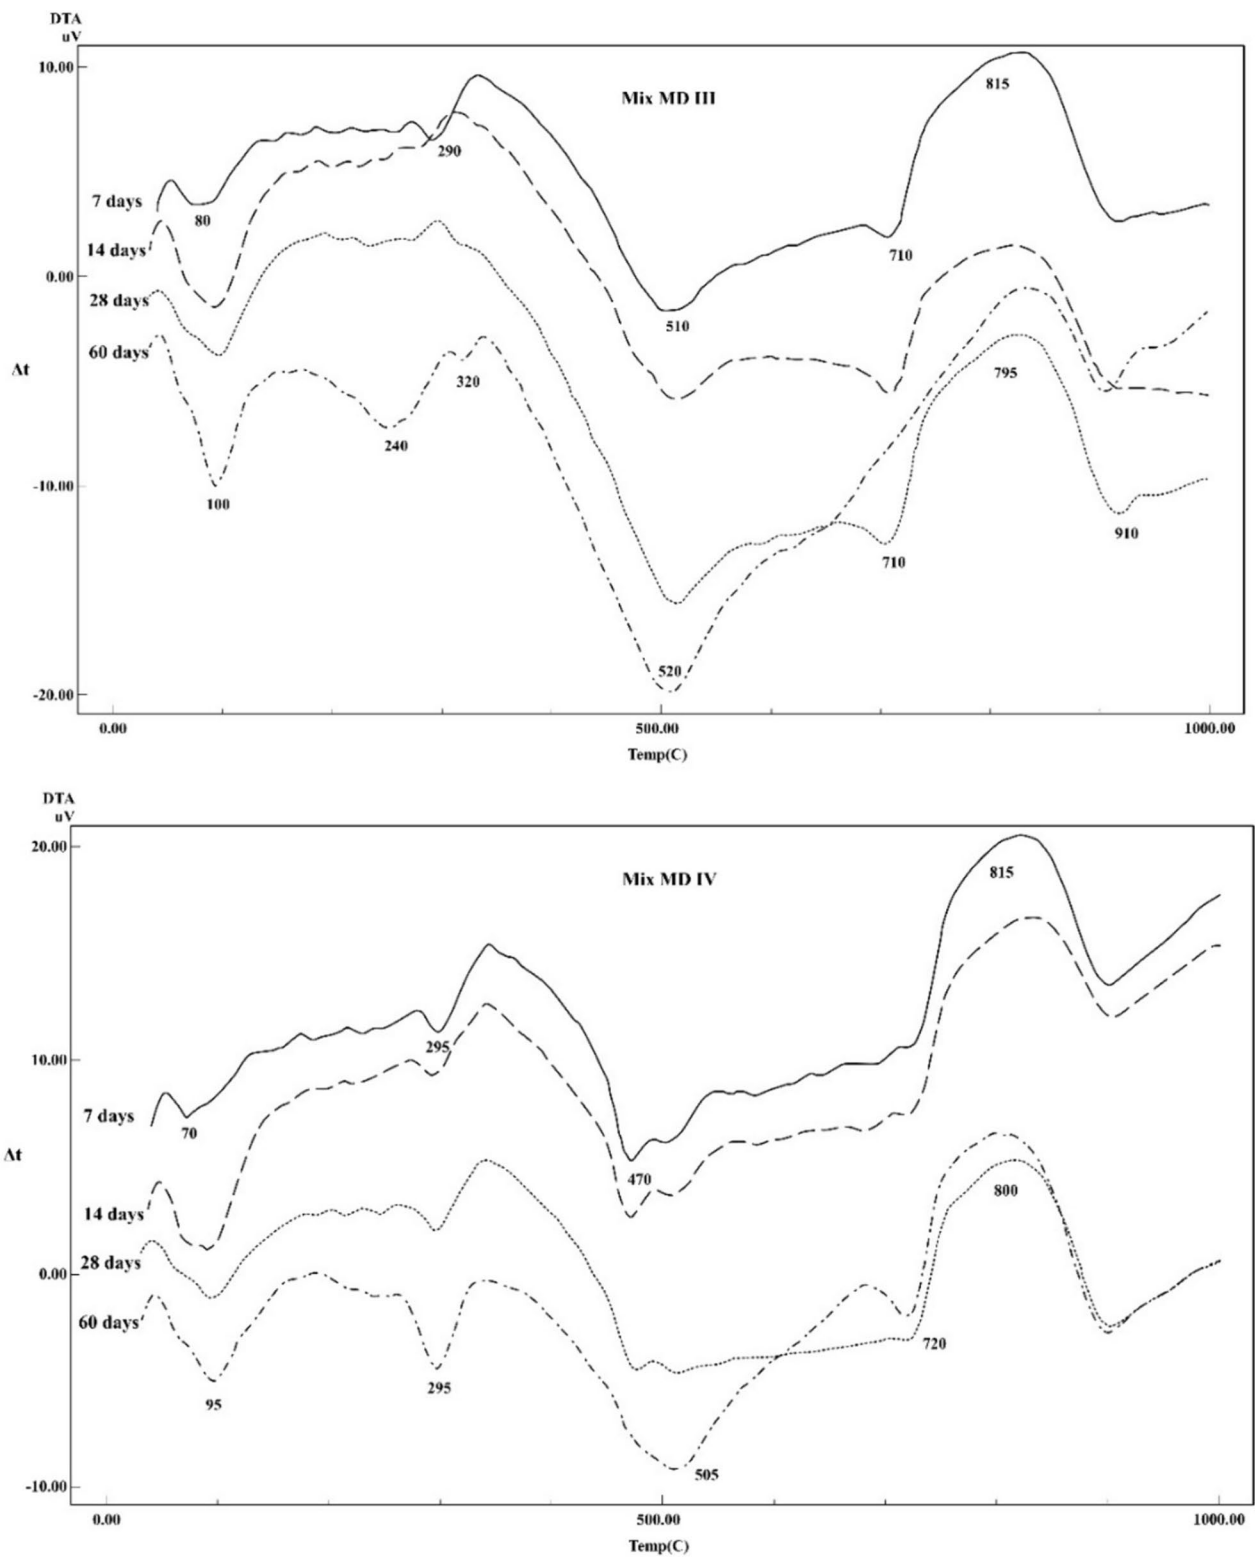 DTA
uV
10.00
Mix MD III
815
290
7 days
80
14 days
710
0.00
28 days
510
60 days
Δt
320
795
240
-10.00
100
910
710
520
-20.00
0.00 500.00 1000.00
Temp(C)
DTA
uV
20.00
Mix MD IV
815
295
10.00
7 days
70
Δt
470
800
14 days
28 days
0.00
60 days
720
295
95
505
-10.00
0.00 500.00 1000.00
Temp(C)